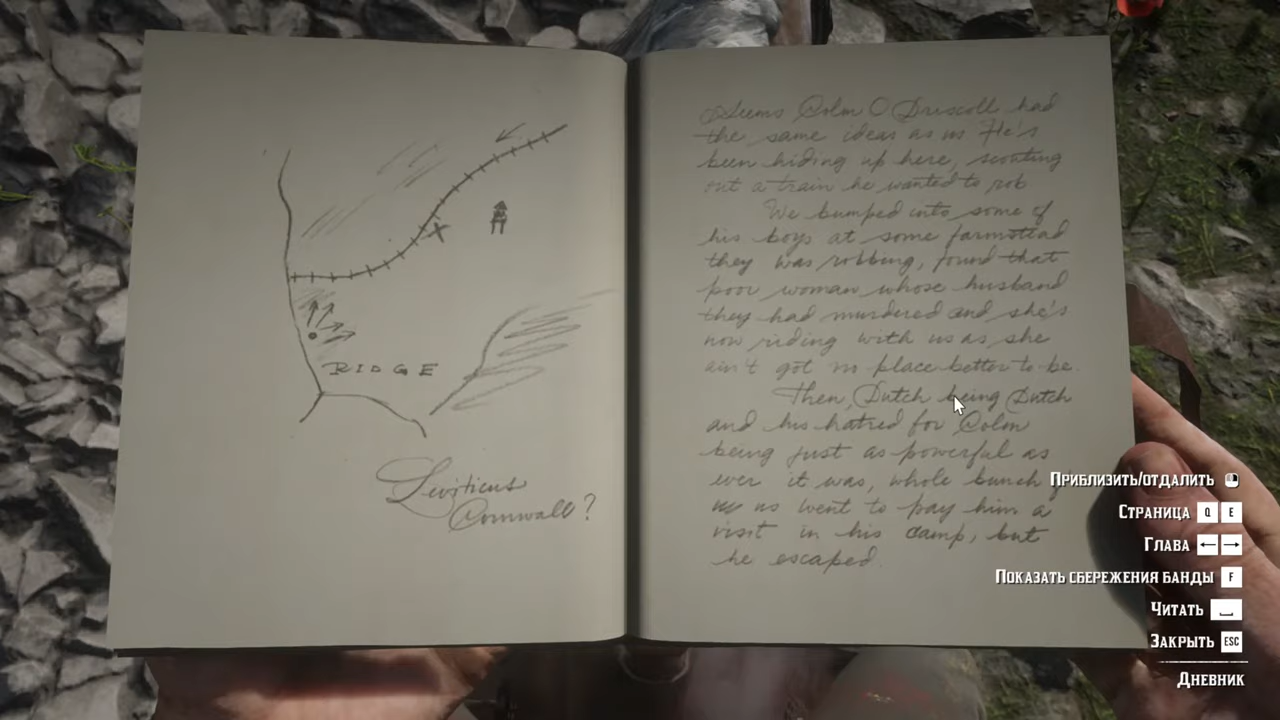 RIDGE
Leviticus
Cornwall?
Seems Colm O Driscoll had
the same ideas as us He's
been hiding up here, scouting
out a train he wanted to rob
We bumped into some of
his boys at some farmstead
they was robbing, found that
poor woman whose husband
they had murdered and she's
now riding with us as she
ain't got no place better to be.
Then, Dutch being Dutch
and his hatred for Colm
being just as powerful as
ever it was, whole bunch
us went to pay him a
visit in his camp, but
he escaped.
Приблизить/отдалить
Страница Q E
Глава ← →
Показать сбережения банды F
Читать
Закрыть ESC
Дневник